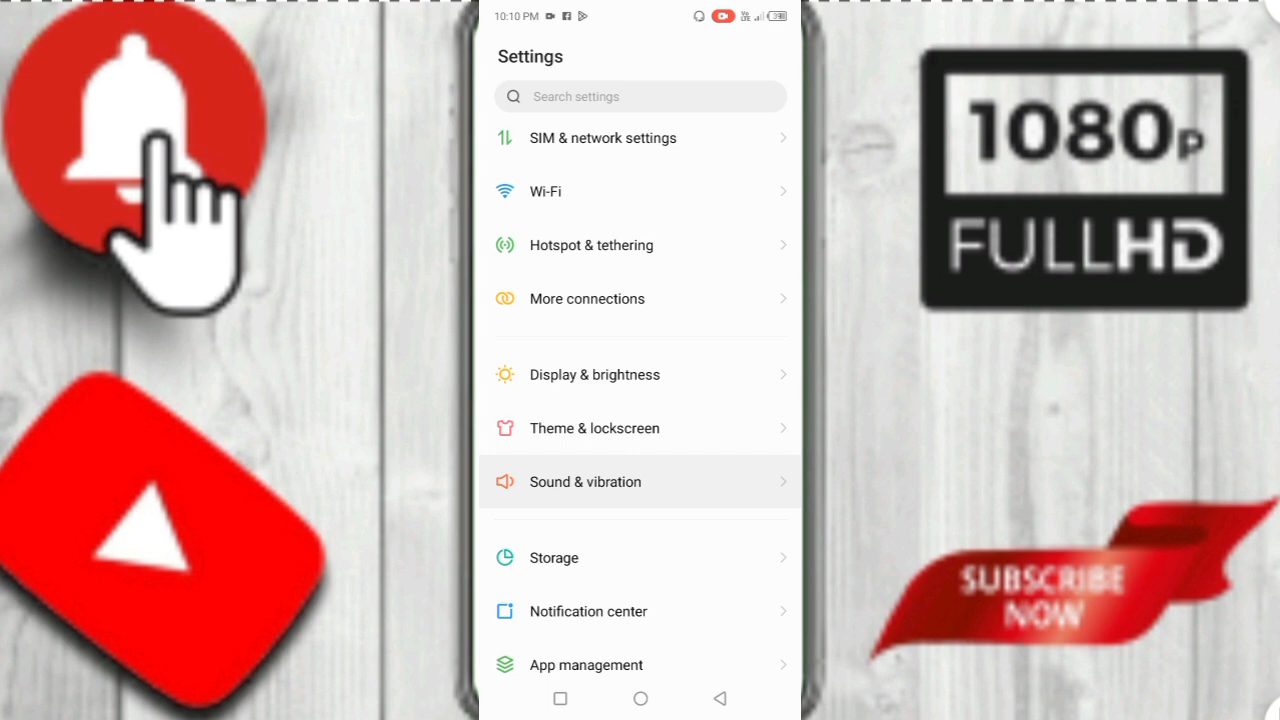 10:10 PM
Settings
Search settings
SIM & network settings
Wi-Fi
Hotspot & tethering
More connections
Display & brightness
Theme & lockscreen
Sound & vibration
Storage
Notification center
App management
1080p
FULLHD
SUBSCRIBE
NOW